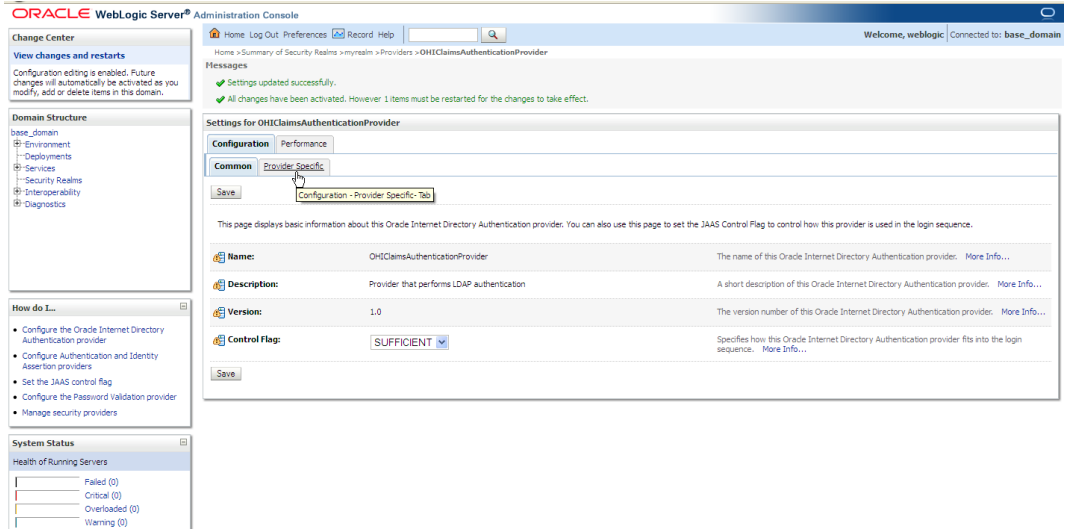 ORACLE WebLogic Server® Administration Console
Change Center
View changes and restarts
Configuration editing is enabled. Future
changes will automatically be activated as you
modify, add or delete items in this domain.
Domain Structure
base_domain
Environment
Deployments
Services
Security Realms
Interoperability
Diagnostics
How do I...
Configure the Oracle Internet Directory
Authentication provider
Configure Authentication and Identity
Assertion providers
Set the JAAS control flag
Configure the Password Validation provider
Manage security providers
System Status
Health of Running Servers
Failed (0)
Critical (0)
Overloaded (0)
Warning (0)
Home Log Out Preferences Record Help
Welcome, weblogic Connected to: base_domain
Home >Summary of Security Realms >myrealm >Providers >OHIClaimsAuthenticationProvider
Messages
Settings updated successfully.
All changes have been activated. However 1 items must be restarted for the changes to take effect.
Settings for OHIClaimsAuthenticationProvider
Configuration Performance
Common Provider Specific
Save
Configuration - Provider Specific- Tab
This page displays basic information about this Oracle Internet Directory Authentication provider. You can also use this page to set the JAAS Control Flag to control how this provider is used in the login sequence.
Name: OHIClaimsAuthenticationProvider The name of this Oracle Internet Directory Authentication provider. More Info...
Description: Provider that performs LDAP authentication A short description of this Oracle Internet Directory Authentication provider. More Info...
Version: 1.0 The version number of this Oracle Internet Directory Authentication provider. More Info...
Control Flag: SUFFICIENT Specifies how this Oracle Internet Directory Authentication provider fits into the login
sequence. More Info...
Save